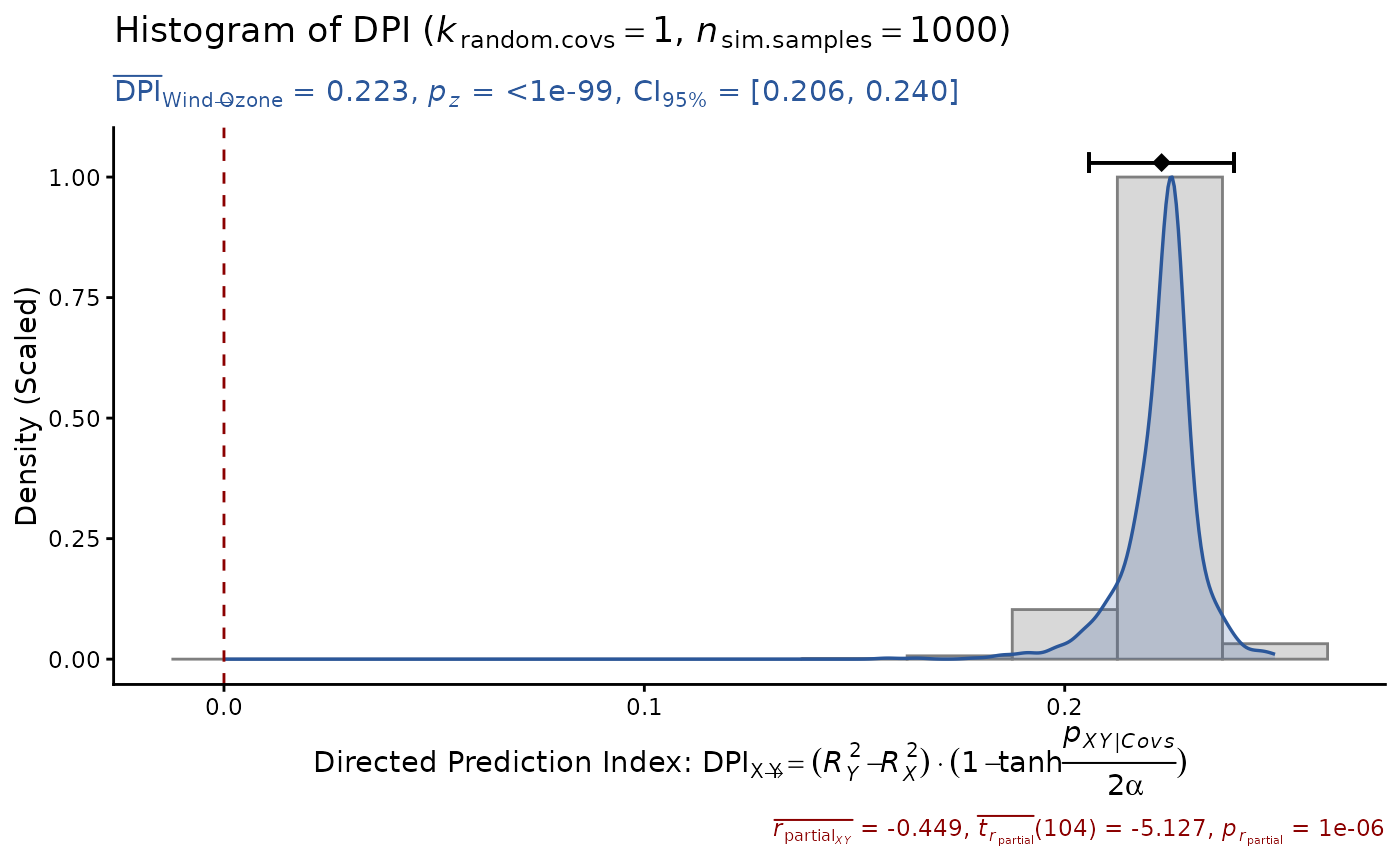 Histogram of DPI (k random.covs = 1, n sim.samples = 1000)
DPI Wind→Ozone = 0.223, p z = <1e-99, CI 95% = [0.206, 0.240]
1.00
0.75
0.50
0.25
0.00
Density (Scaled)
0.0 0.1 0.2
Directed Prediction Index: DPI X→Y = (R²Y − R²X) · (1 − tanh p XY|Covs / 2α)
r partial XY = -0.449, t r partial (104) = -5.127, p r partial = 1e-06